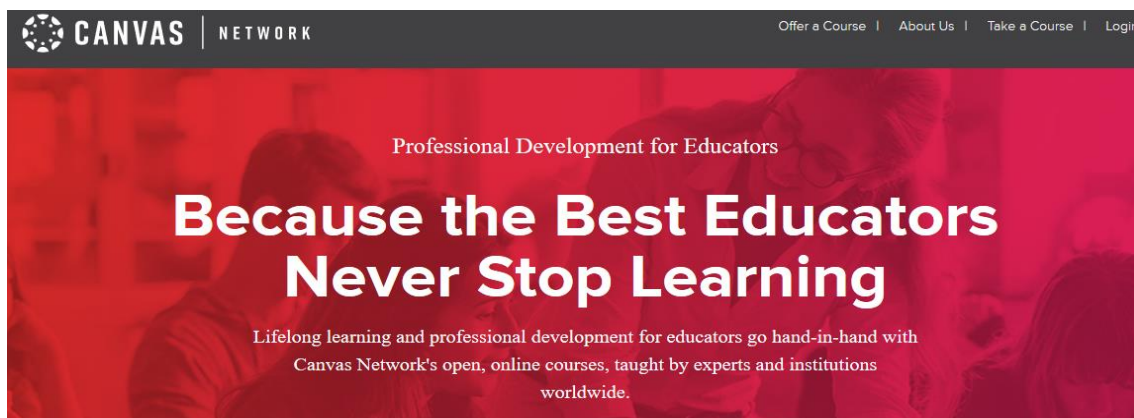 CANVAS | NETWORK
Offer a Course | About Us | Take a Course | Login
Professional Development for Educators
Because the Best Educators
Never Stop Learning
Lifelong learning and professional development for educators go hand-in-hand with
Canvas Network's open, online courses, taught by experts and institutions
worldwide.